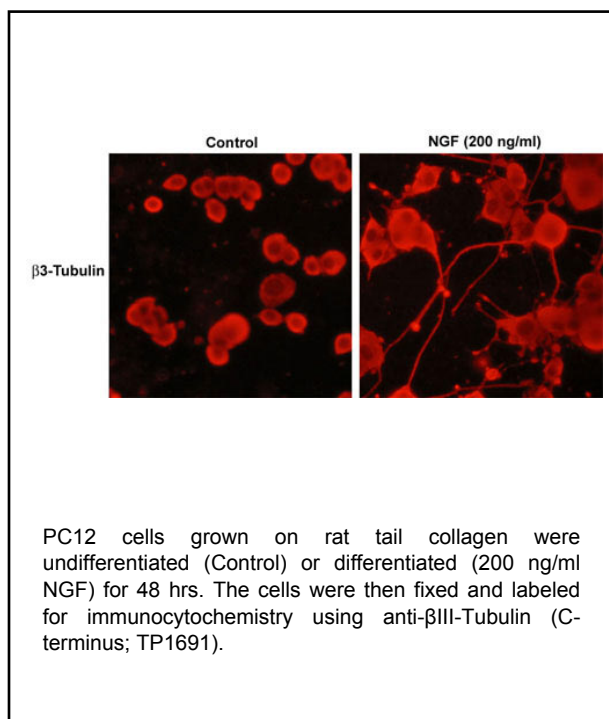 Control
NGF (200 ng/ml)
β3-Tubulin
PC12 cells grown on rat tail collagen were
undifferentiated (Control) or differentiated (200 ng/ml
NGF) for 48 hrs. The cells were then fixed and labeled
for immunocytochemistry using anti-βIII-Tubulin (C-
terminus; TP1691).